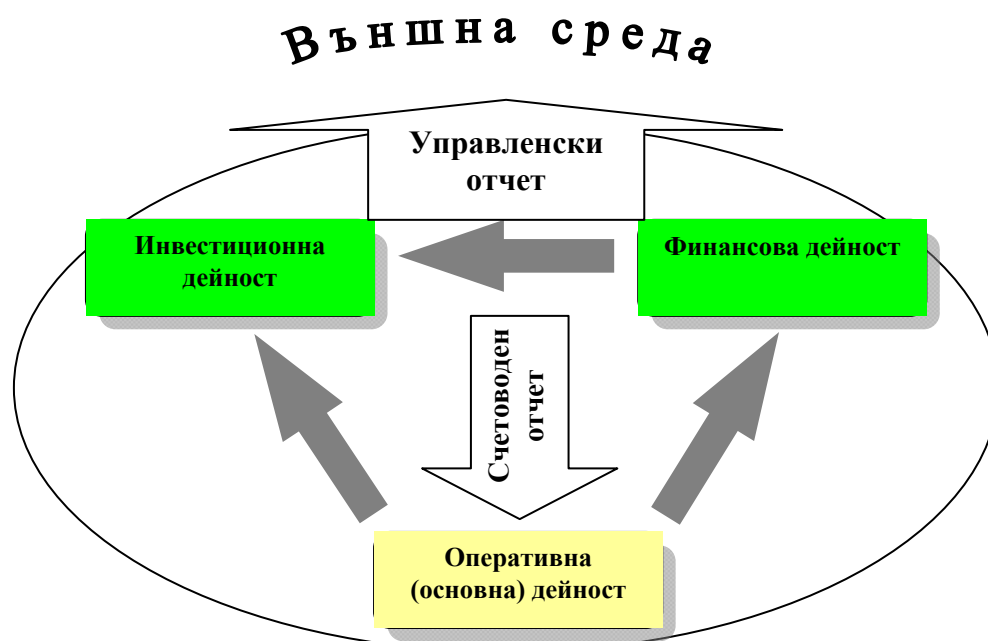 Външна среда
Управленски
отчет
Инвестиционна
дейност
Финансова дейност
Счетоводен
отчет
Оперативна
(основна) дейност